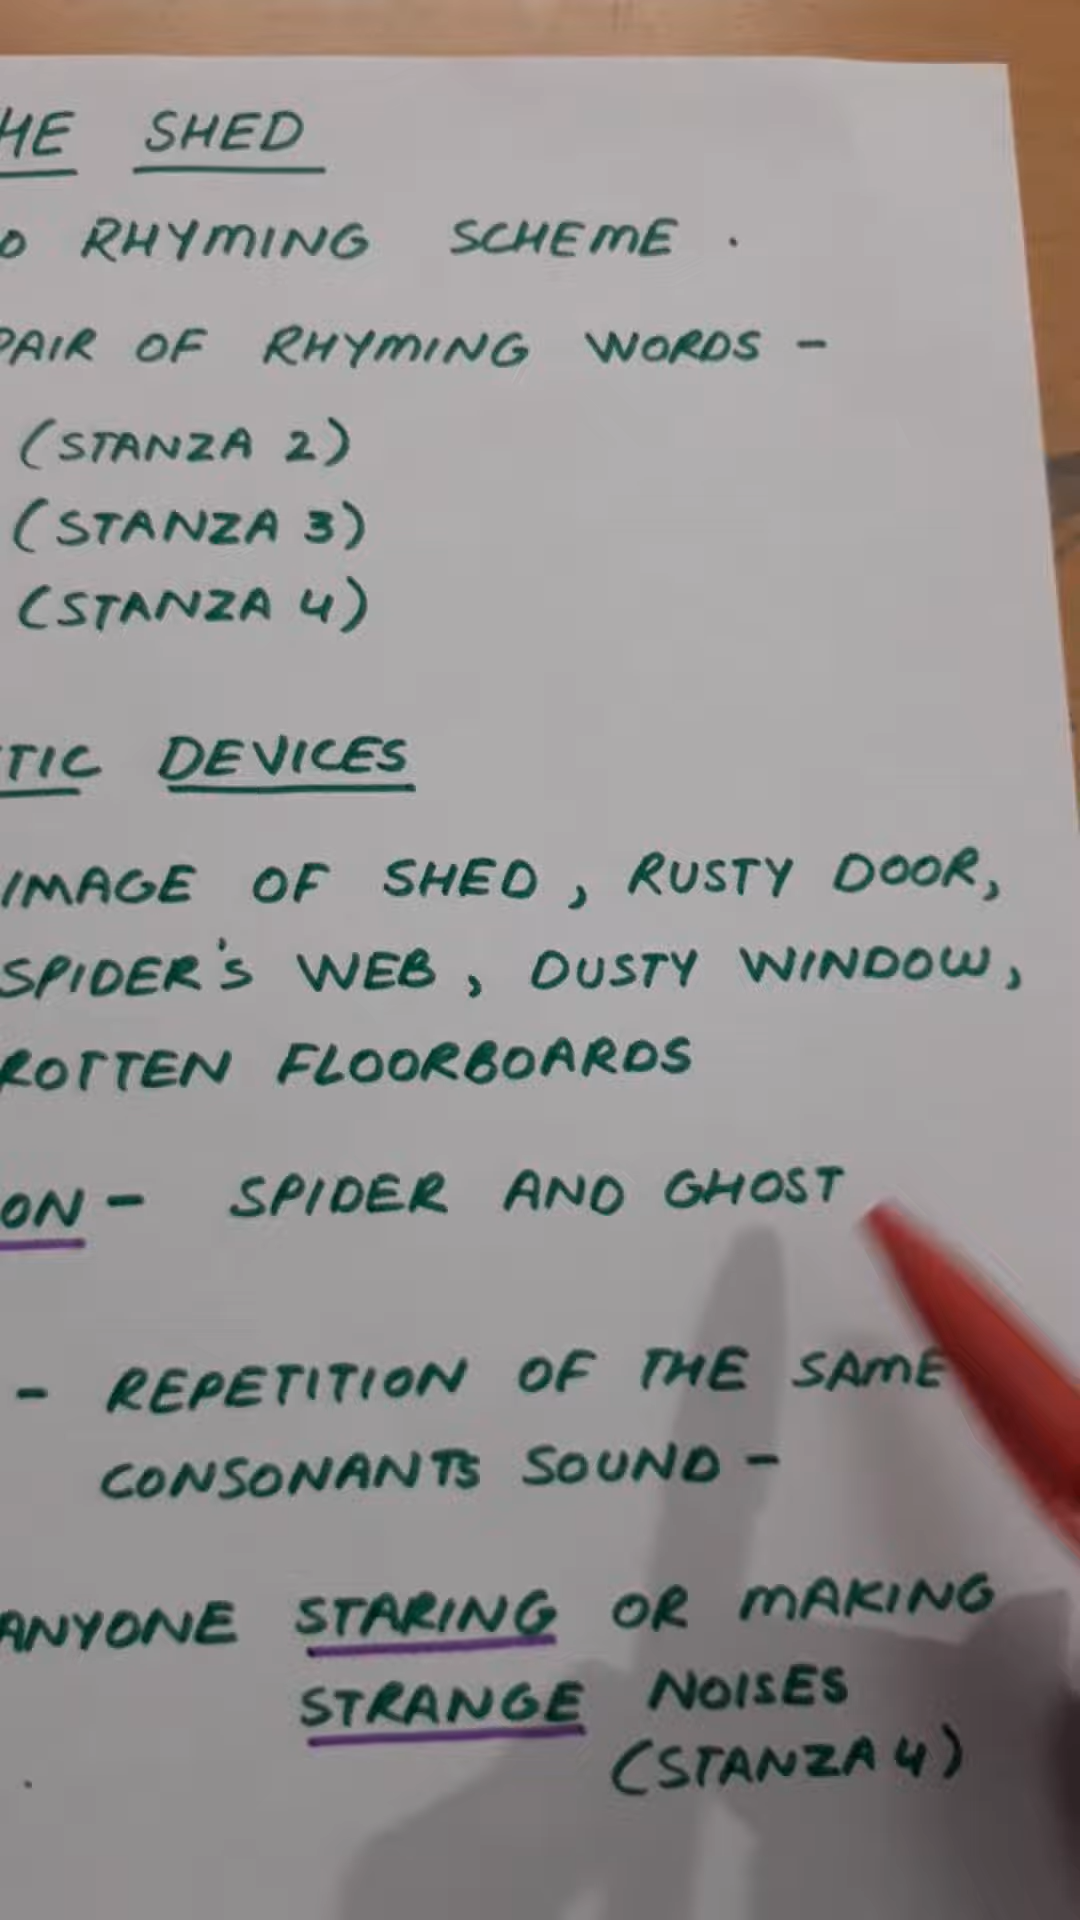 HE SHED
O RHYMING SCHEME .
PAIR OF RHYMING WORDS -
(STANZA 2)
(STANZA 3)
(STANZA 4)
TIC DEVICES
IMAGE OF SHED, RUSTY DOOR,
SPIDER'S WEB, DUSTY WINDOW,
ROTTEN FLOORBOARDS
ON - SPIDER AND GHOST
- REPETITION OF THE SAME
CONSONANTS SOUND -
ANYONE STARING OR MAKING
STRANGE NOISES
(STANZA 4)